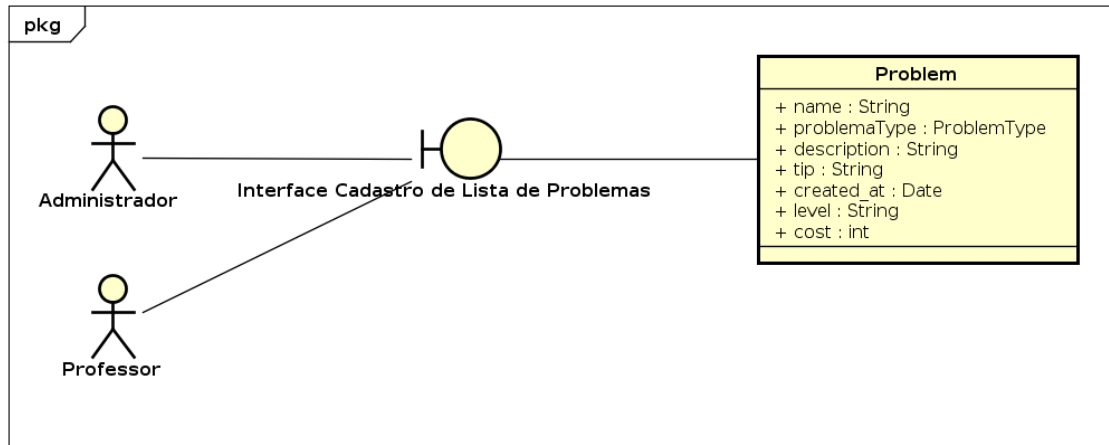 pkg
Administrador
Professor
Interface Cadastro de Lista de Problemas
Problem
+ name : String
+ problemaType : ProblemType
+ description : String
+ tip : String
+ created_at : Date
+ level : String
+ cost : int